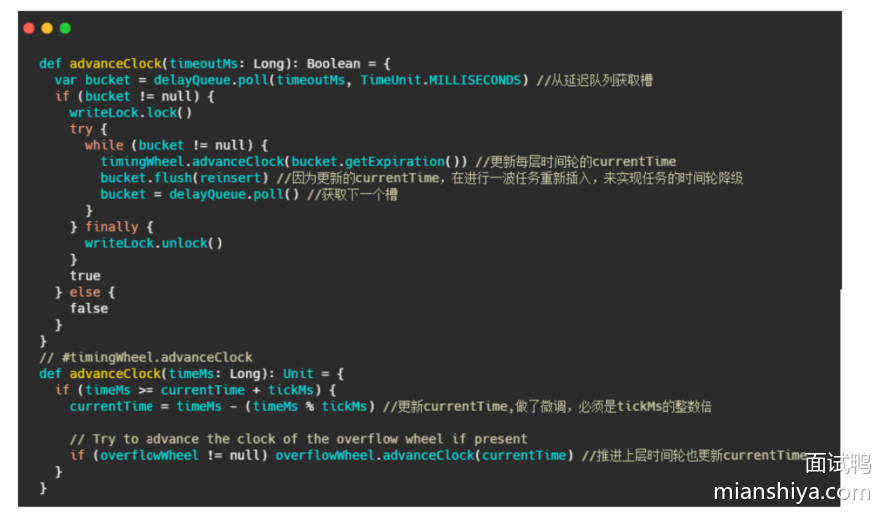 def advanceClock(timeoutMs: Long): Boolean = {
  var bucket = delayQueue.poll(timeoutMs, TimeUnit.MILLISECONDS) //从延迟队列获取槽
  if (bucket != null) {
    writeLock.lock()
    try {
      while (bucket != null) {
        timingWheel.advanceClock(bucket.getExpiration()) //更新每层时间轮的currentTime
        bucket.flush(reinsert) //因为更新的currentTime，在进行一波任务重新插入，来实现任务的时间轮降级
        bucket = delayQueue.poll() //获取下一个槽
      }
    } finally {
      writeLock.unlock()
    }
    true
  } else {
    false
  }
}
// #timingWheel.advanceClock
def advanceClock(timeMs: Long): Unit = {
  if (timeMs >= currentTime + tickMs) {
    currentTime = timeMs - (timeMs % tickMs) //更新currentTime,做了微调，必须是tickMs的整数倍

    // Try to advance the clock of the overflow wheel if present
    if (overflowWheel != null) overflowWheel.advanceClock(currentTime) //推进上层时间轮也更新currentTime
  }
}
面试鸭
mianshiya.com